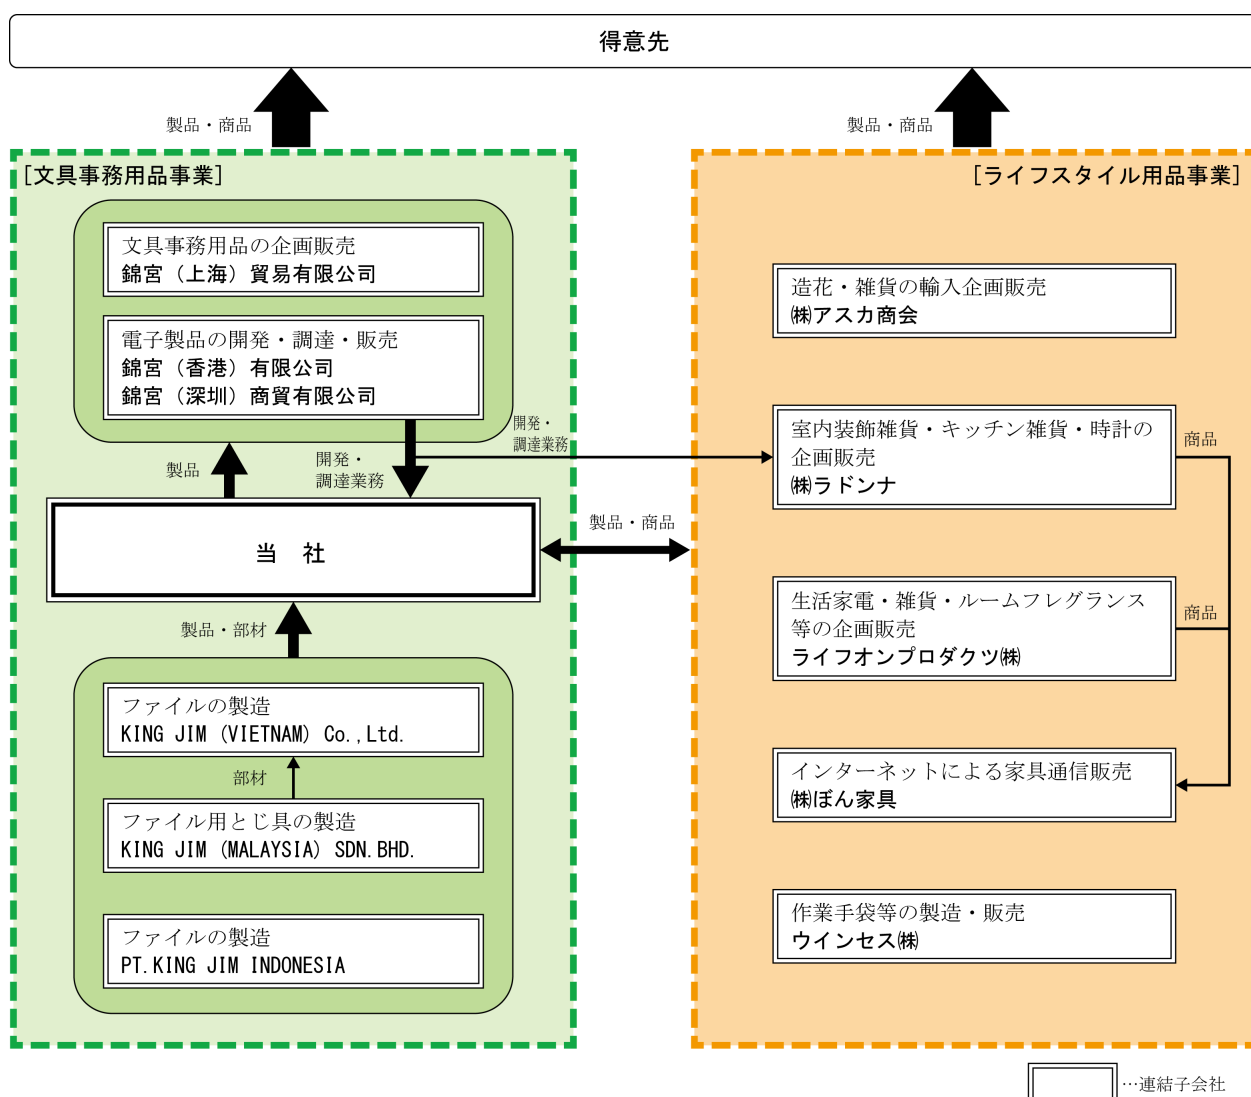 得意先
製品・商品
製品・商品
[文具事務用品事業]
文具事務用品の企画販売
錦宮（上海）貿易有限公司
電子製品の開発・調達・販売
錦宮（香港）有限公司
錦宮（深圳）商貿有限公司
製品
開発・
調達業務
開発・
調達業務
当　社
製品・商品
製品・部材
ファイルの製造
KING JIM (VIETNAM) Co.,Ltd.
部材
ファイル用とじ具の製造
KING JIM (MALAYSIA) SDN.BHD.
ファイルの製造
PT.KING JIM INDONESIA
[ライフスタイル用品事業]
造花・雑貨の輸入企画販売
㈱アスカ商会
室内装飾雑貨・キッチン雑貨・時計の
企画販売
㈱ラドンナ
商品
生活家電・雑貨・ルームフレグランス
等の企画販売
ライフオンプロダクツ㈱
商品
インターネットによる家具通信販売
㈱ぼん家具
作業手袋等の製造・販売
ウインセス㈱
…連結子会社